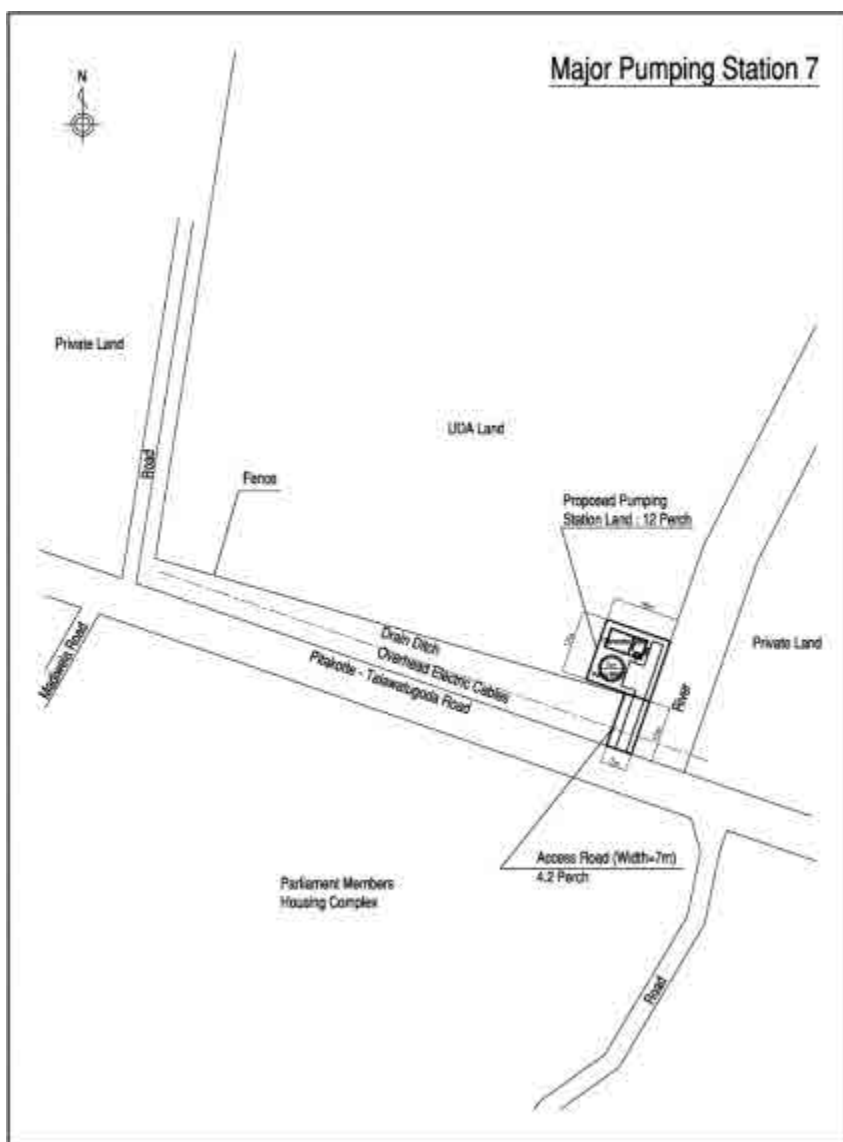 Major Pumping Station 7
N
Private Land
Road
UDA Land
Fence
Proposed Pumping
Station Land : 12 Perch
Private Land
Drain Ditch
Overhead Electric Cables
Pitakotte - Talawatugoda Road
Madiwela Road
River
Access Road (Width=7m)
4.2 Perch
Parliament Members
Housing Complex
Road